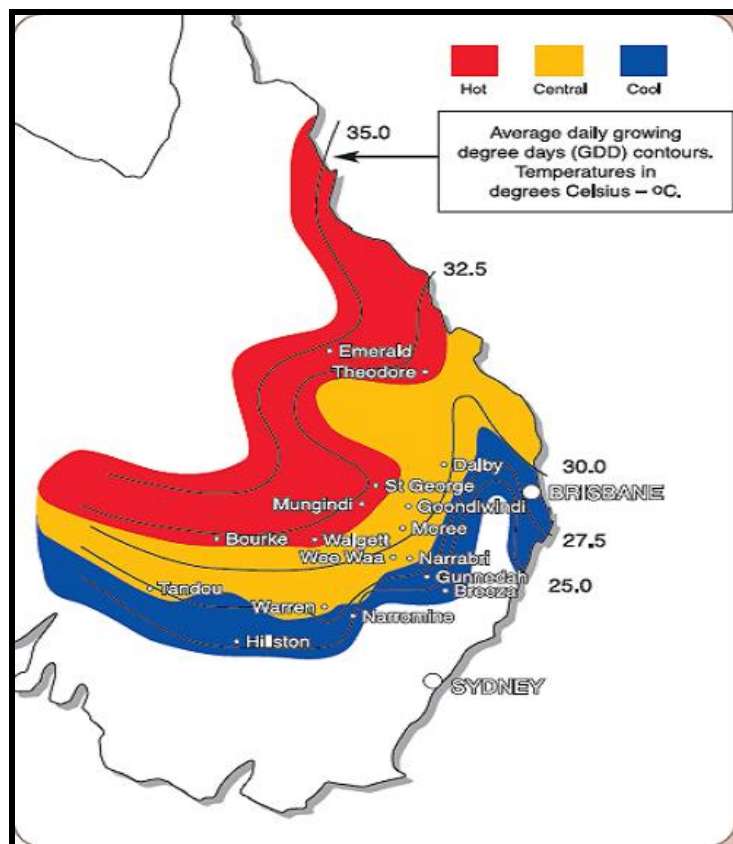 Hot
Central
Cool
35.0
Average daily growing
degree days (GDD) contours.
Temperatures in
degrees Celsius – ºC.
32.5
Emerald
Theodore
Dalby
30.0
St George
BRISBANE
Mungindi
Goondiwindi
Moree
Bourke
Walgett
27.5
Wee Waa
Narrabri
Gunnedah
Tandou
Breeza
25.0
Warren
Narromine
Hillston
SYDNEY